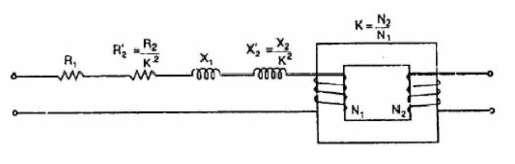 K = N₂/N₁
R₁
R'₂ = R₂/K²
X₁
X'₂ = X₂/K²
N₁
N₂